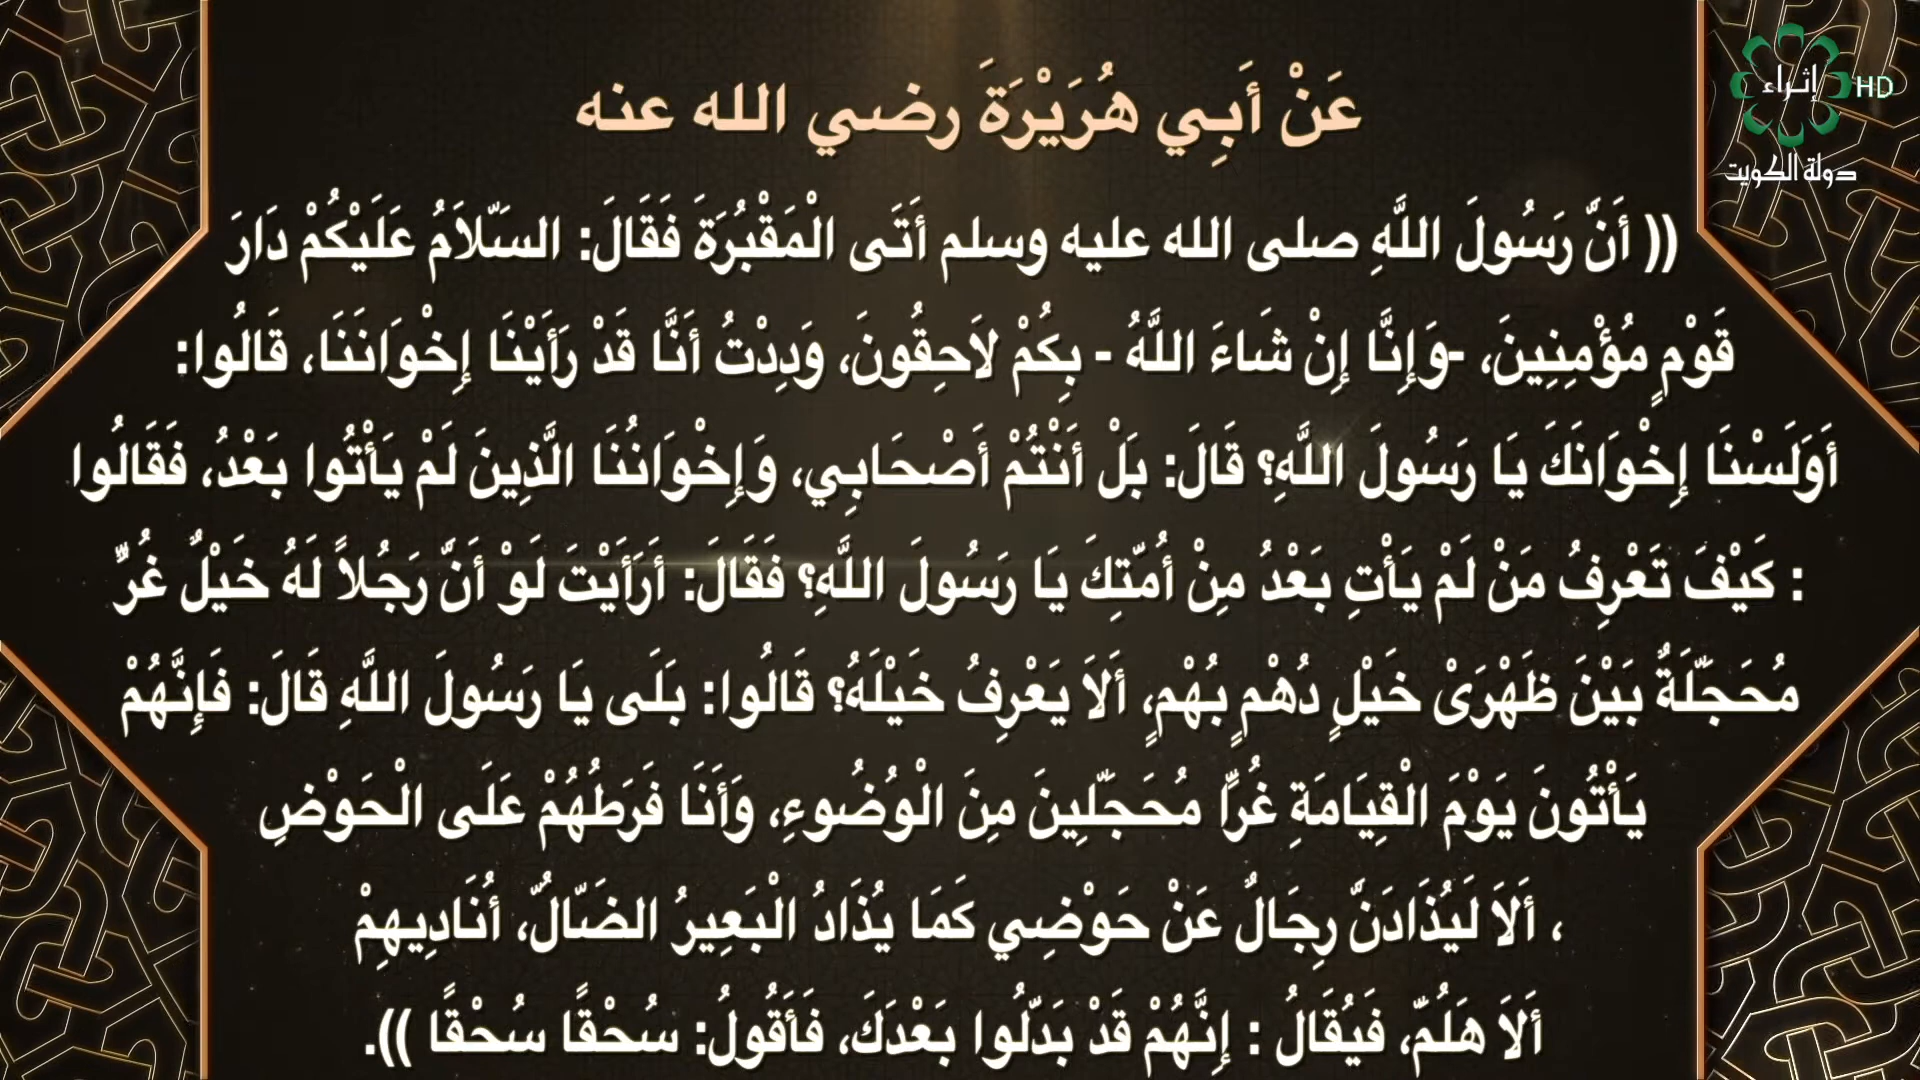 إثراء
HD
دولة الكويت
عَنْ أَبِي هُرَيْرَةَ رضي الله عنه
(( أَنَّ رَسُولَ اللَّهِ صلى الله عليه وسلم أَتَى الْمَقْبُرَةَ فَقَالَ: السَّلاَمُ عَلَيْكُمْ دَارَ
قَوْمٍ مُؤْمِنِينَ، -وَإِنَّا إِنْ شَاءَ اللَّهُ - بِكُمْ لاَحِقُونَ، وَدِدْتُ أَنَّا قَدْ رَأَيْنَا إِخْوَانَنَا، قَالُوا:
أَوَلَسْنَا إِخْوَانَكَ يَا رَسُولَ اللَّهِ؟ قَالَ: بَلْ أَنْتُمْ أَصْحَابِي، وَإِخْوَانُنَا الَّذِينَ لَمْ يَأْتُوا بَعْدُ، فَقَالُوا
: كَيْفَ تَعْرِفُ مَنْ لَمْ يَأْتِ بَعْدُ مِنْ أُمَّتِكَ يَا رَسُولَ اللَّهِ؟ فَقَالَ: أَرَأَيْتَ لَوْ أَنَّ رَجُلاً لَهُ خَيْلٌ غُرٌّ
مُحَجَّلَةٌ بَيْنَ ظَهْرَىْ خَيْلٍ دُهْمٍ بُهْمٍ، أَلاَ يَعْرِفُ خَيْلَهُ؟ قَالُوا: بَلَى يَا رَسُولَ اللَّهِ قَالَ: فَإِنَّهُمْ
يَأْتُونَ يَوْمَ الْقِيَامَةِ غُرًّا مُحَجَّلِينَ مِنَ الْوُضُوءِ، وَأَنَا فَرَطُهُمْ عَلَى الْحَوْضِ
، أَلاَ لَيُذَادَنَّ رِجَالٌ عَنْ حَوْضِي كَمَا يُذَادُ الْبَعِيرُ الضَّالُّ، أُنَادِيهِمْ
أَلاَ هَلُمَّ، فَيُقَالُ : إِنَّهُمْ قَدْ بَدَّلُوا بَعْدَكَ، فَأَقُولُ: سُحْقًا سُحْقًا )).